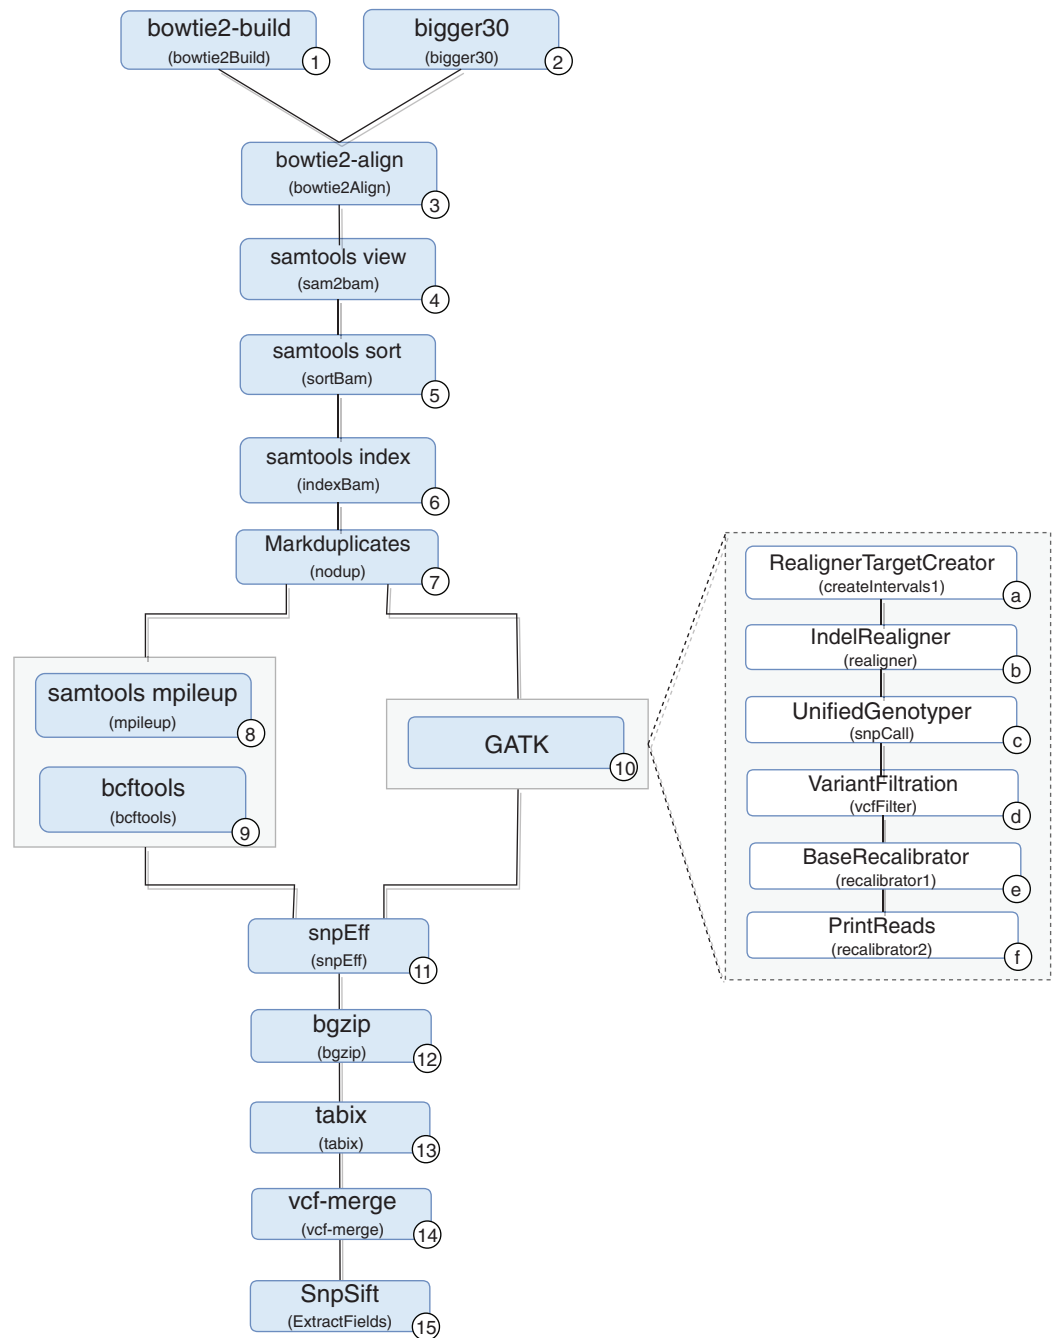 bowtie2-build
(bowtie2Build)
1
bigger30
(bigger30)
2
bowtie2-align
(bowtie2Align)
3
samtools view
(sam2bam)
4
samtools sort
(sortBam)
5
samtools index
(indexBam)
6
Markduplicates
(nodup)
7
samtools mpileup
(mpileup)
8
bcftools
(bcftools)
9
GATK
10
RealignerTargetCreator
(createIntervals1)
a
IndelRealigner
(realigner)
b
UnifiedGenotyper
(snpCall)
c
VariantFiltration
(vcfFilter)
d
BaseRecalibrator
(recalibrator1)
e
PrintReads
(recalibrator2)
f
snpEff
(snpEff)
11
bgzip
(bgzip)
12
tabix
(tabix)
13
vcf-merge
(vcf-merge)
14
SnpSift
(ExtractFields)
15